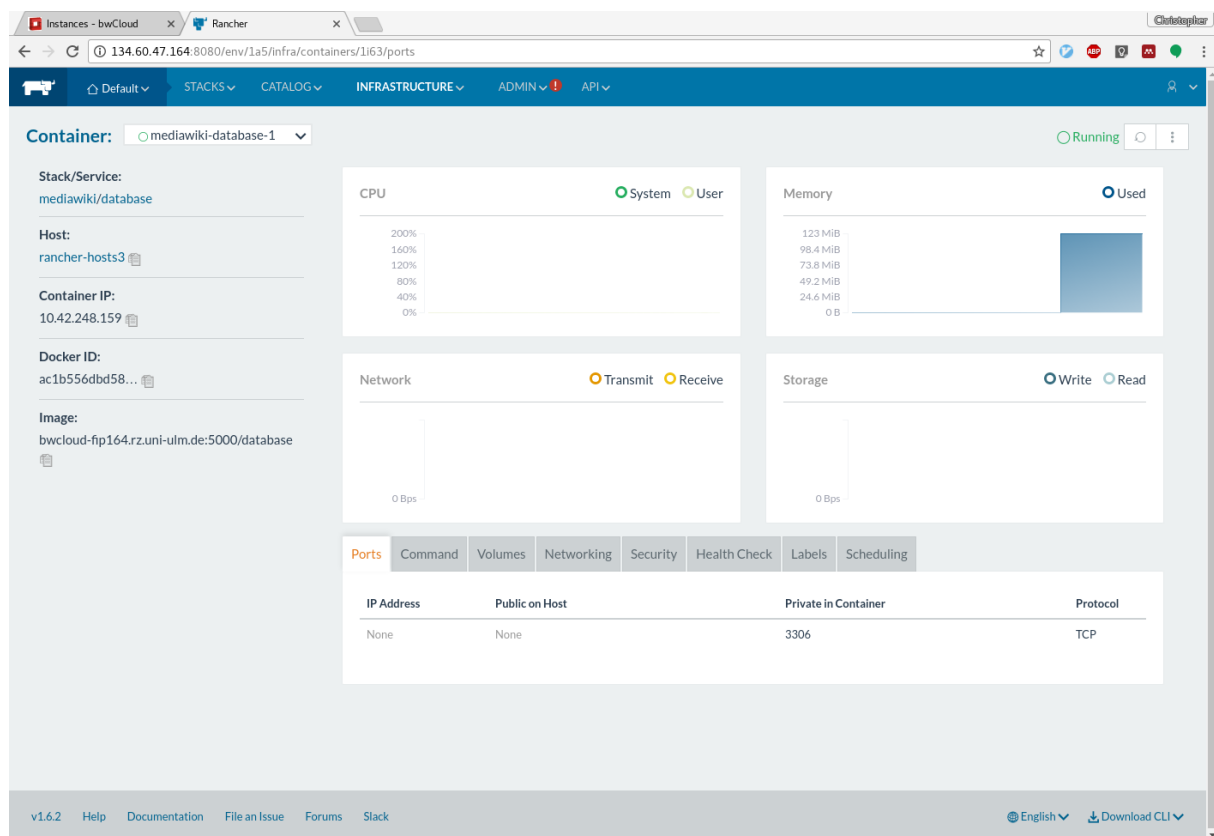 Instances - bwCloud
Rancher
Christopher
134.60.47.164:8080/env/1a5/infra/containers/1i63/ports
ABP
Default
STACKS
CATALOG
INFRASTRUCTURE
ADMIN
!
API
Container:
mediawiki-database-1
Running
Stack/Service:
mediawiki/database
Host:
rancher-hosts3
Container IP:
10.42.248.159
Docker ID:
ac1b556dbd58...
Image:
bwcloud-fip164.rz.uni-ulm.de:5000/database
CPU
System
User
200%
160%
120%
80%
40%
0%
Memory
Used
123 MiB
98.4 MiB
73.8 MiB
49.2 MiB
24.6 MiB
0 B
Network
Transmit
Receive
0 Bps
Storage
Write
Read
0 Bps
Ports
Command
Volumes
Networking
Security
Health Check
Labels
Scheduling
IP Address Public on Host Private in Container Protocol
None None 3306 TCP
v1.6.2
Help
Documentation
File an Issue
Forums
Slack
English
Download CLI